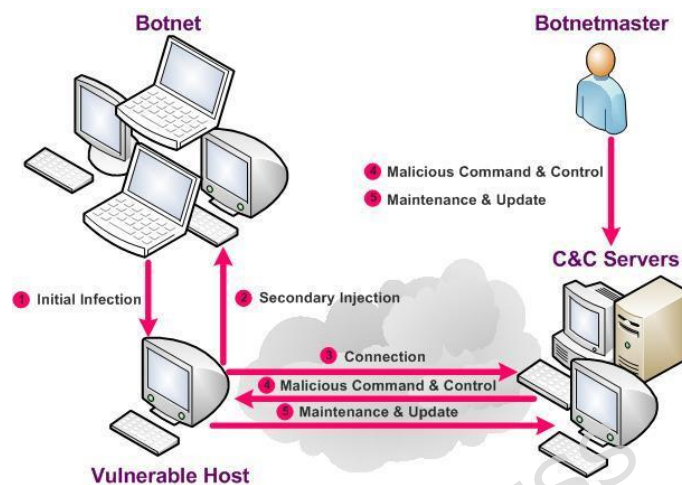 Botnet
Botnetmaster
4 Malicious Command & Control
5 Maintenance & Update
C&C Servers
1 Initial Infection
2 Secondary Injection
3 Connection
4 Malicious Command & Control
5 Maintenance & Update
Vulnerable Host